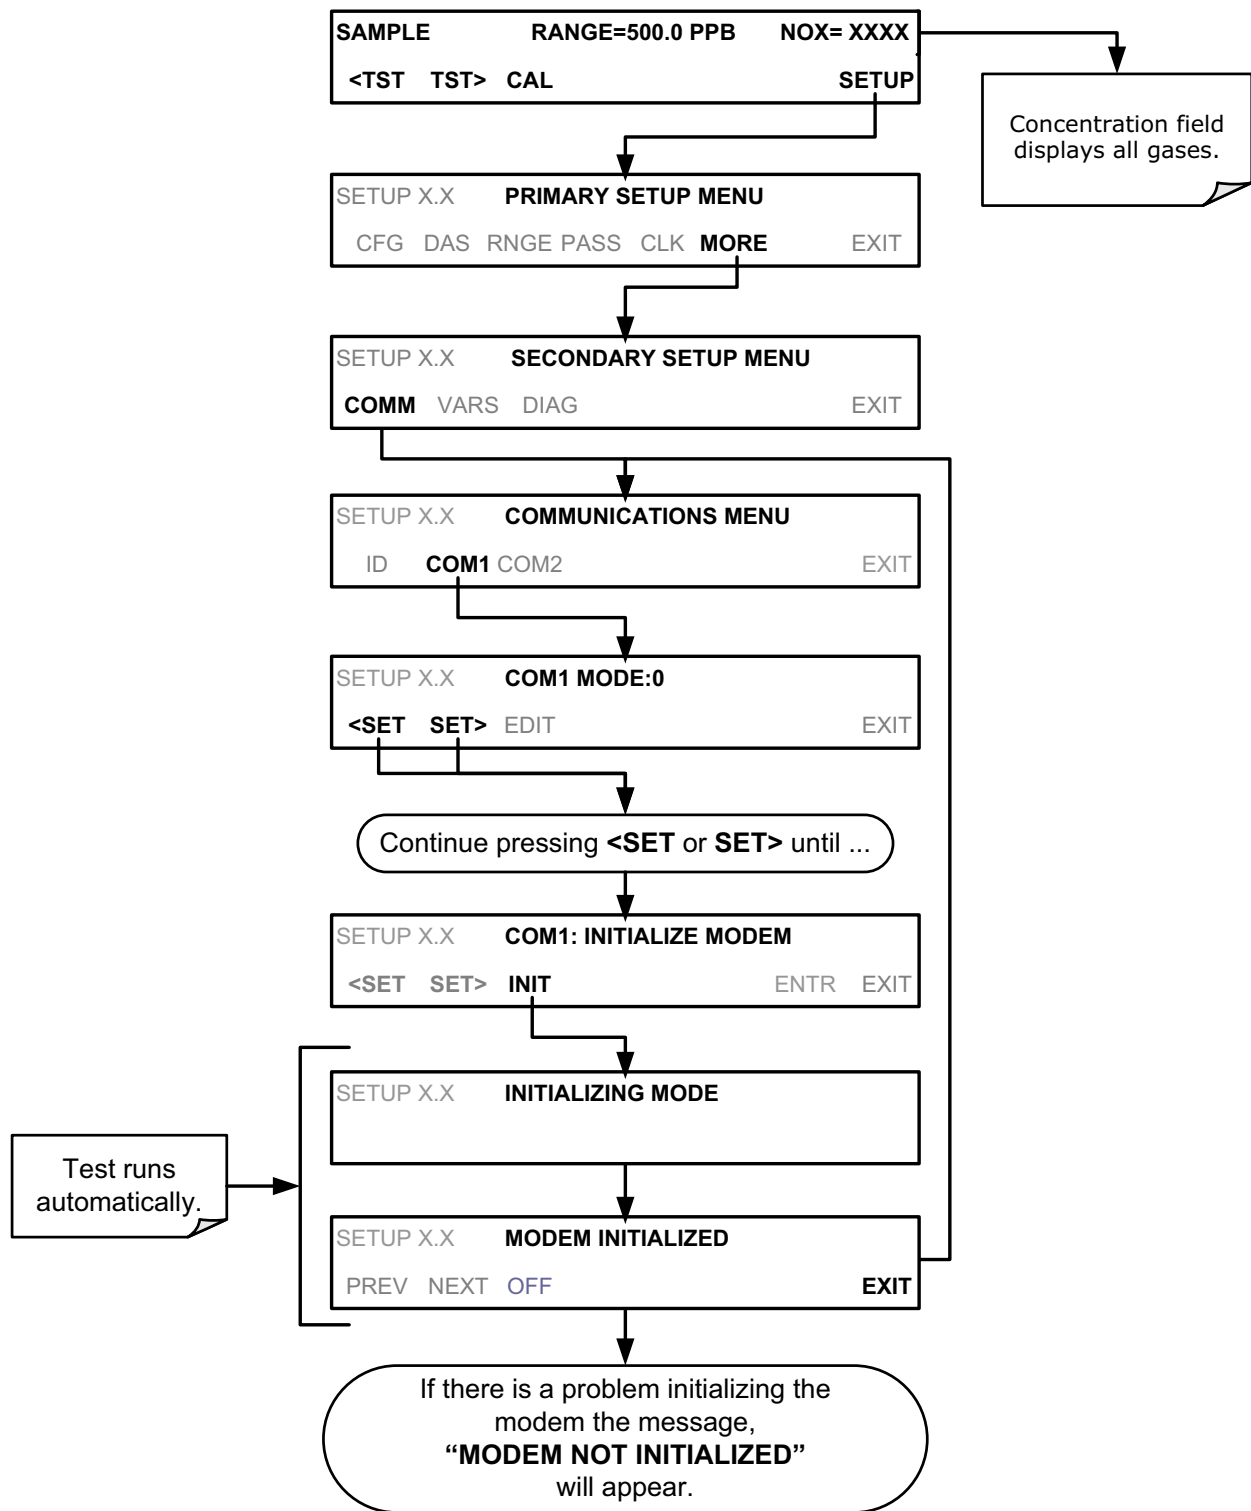 SAMPLE RANGE=500.0 PPB NOX= XXXX
<TST TST> CAL SETUP
Concentration field
displays all gases.
SETUP X.X PRIMARY SETUP MENU
CFG DAS RNGE PASS CLK MORE EXIT
SETUP X.X SECONDARY SETUP MENU
COMM VARS DIAG EXIT
SETUP X.X COMMUNICATIONS MENU
ID COM1 COM2 EXIT
SETUP X.X COM1 MODE:0
<SET SET> EDIT EXIT
Continue pressing <SET or SET> until ...
SETUP X.X COM1: INITIALIZE MODEM
<SET SET> INIT ENTR EXIT
SETUP X.X INITIALIZING MODE
Test runs
automatically.
SETUP X.X MODEM INITIALIZED
PREV NEXT OFF EXIT
If there is a problem initializing the
modem the message,
“MODEM NOT INITIALIZED”
will appear.